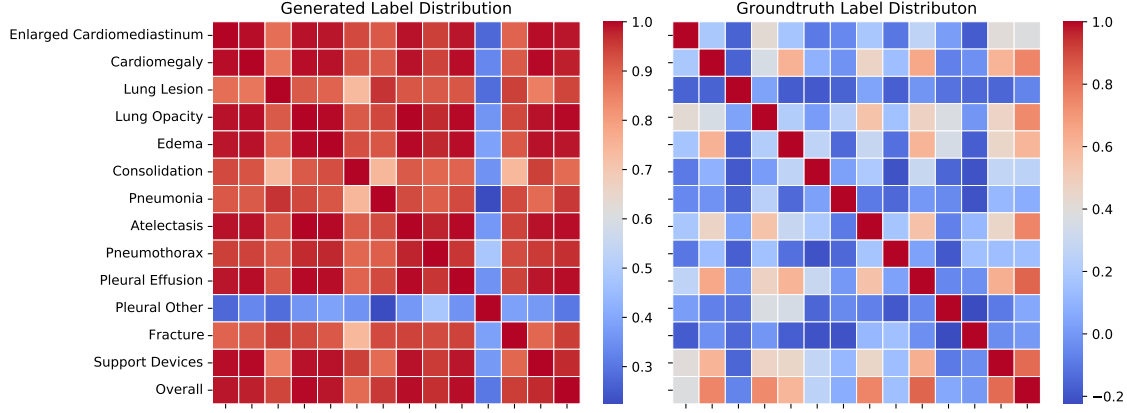 Generated Label Distribution
Groundtruth Label Distributon
Enlarged Cardiomediastinum
Cardiomegaly
Lung Lesion
Lung Opacity
Edema
Consolidation
Pneumonia
Atelectasis
Pneumothorax
Pleural Effusion
Pleural Other
Fracture
Support Devices
Overall
1.0
0.9
0.8
0.7
0.6
0.5
0.4
0.3
1.0
0.8
0.6
0.4
0.2
0.0
−0.2